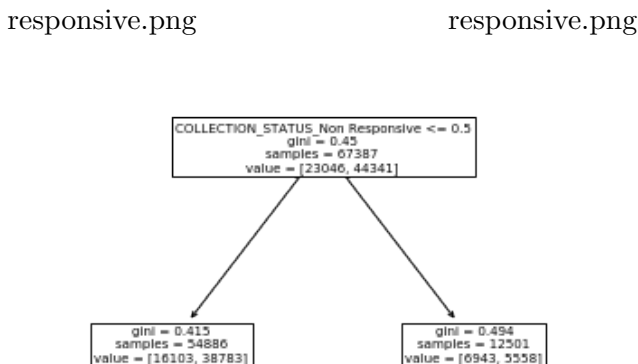 responsive.png
responsive.png
COLLECTION_STATUS_Non Responsive <= 0.5
gini = 0.45
samples = 67387
value = [23046, 44341]
gini = 0.415
samples = 54886
value = [16103, 38783]
gini = 0.494
samples = 12501
value = [6943, 5558]